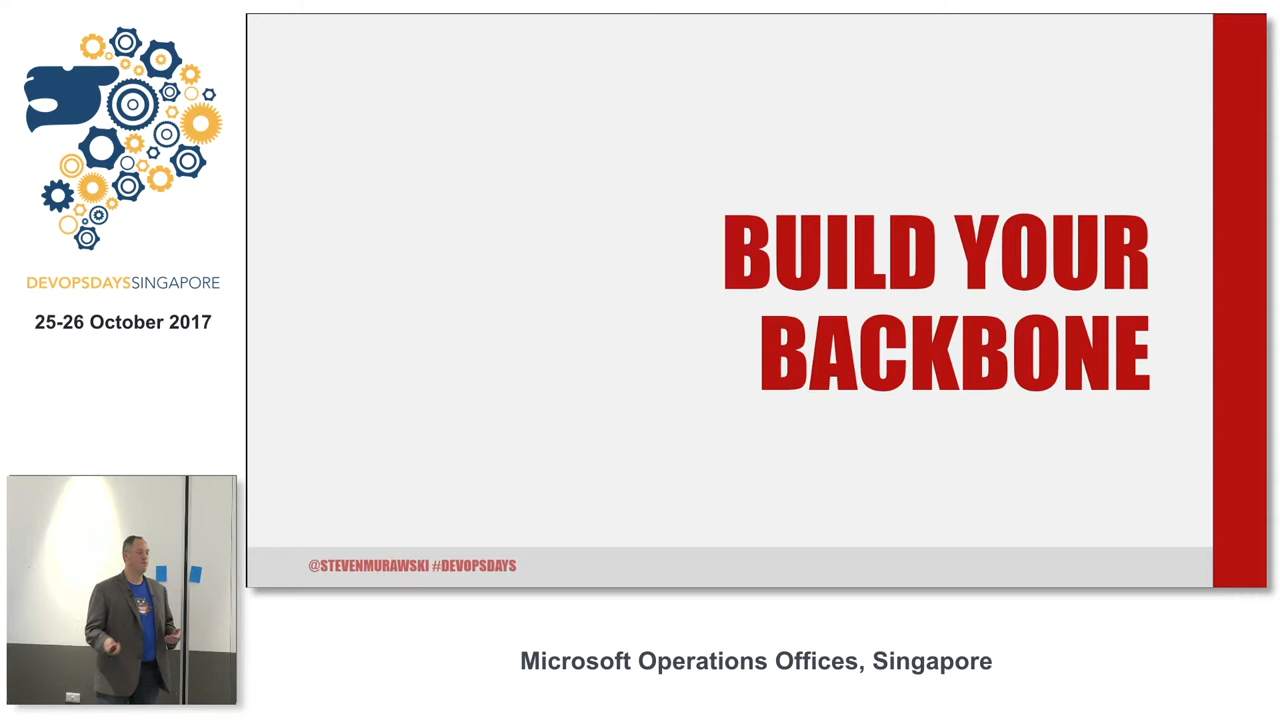 DEVOPSDAYSSINGAPORE
25-26 October 2017
BUILD YOUR
BACKBONE
@STEVENMURAWSKI #DEVOPSDAYS
Microsoft Operations Offices, Singapore